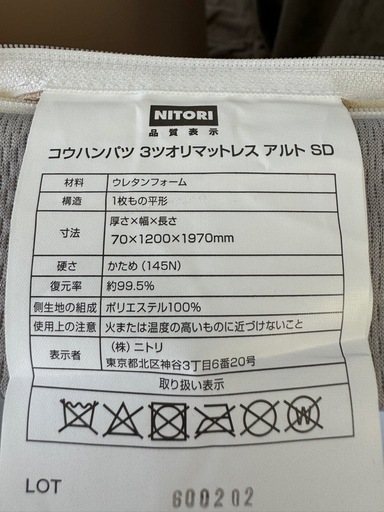 NITORI
品質表示
コウハンパツ 3ツオリマットレス アルト SD
材料 ウレタンフォーム
構造 1枚もの平形
寸法 厚さ×幅×長さ
70×1200×1970mm
硬さ かため(145N)
復元率 約99.5%
側生地の組成 ポリエステル100%
使用上の注意 火または温度の高いものに近づけないこと
表示者 (株)ニトリ
東京都北区神谷3丁目6番20号
取り扱い表示
W
LOT 600202